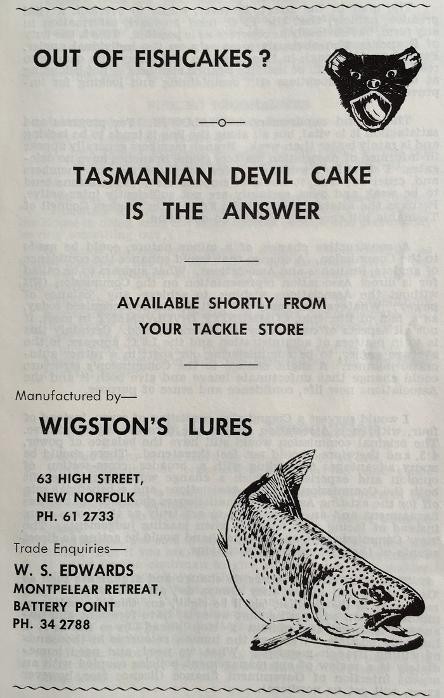 OUT OF FISHCAKES?
TASMANIAN DEVIL CAKE
IS THE ANSWER
AVAILABLE SHORTLY FROM
YOUR TACKLE STORE
Manufactured by—
WIGSTON'S LURES
63 HIGH STREET,
NEW NORFOLK
PH. 61 2733
Trade Enquiries—
W. S. EDWARDS
MONTPELEAR RETREAT,
BATTERY POINT
PH. 34 2788